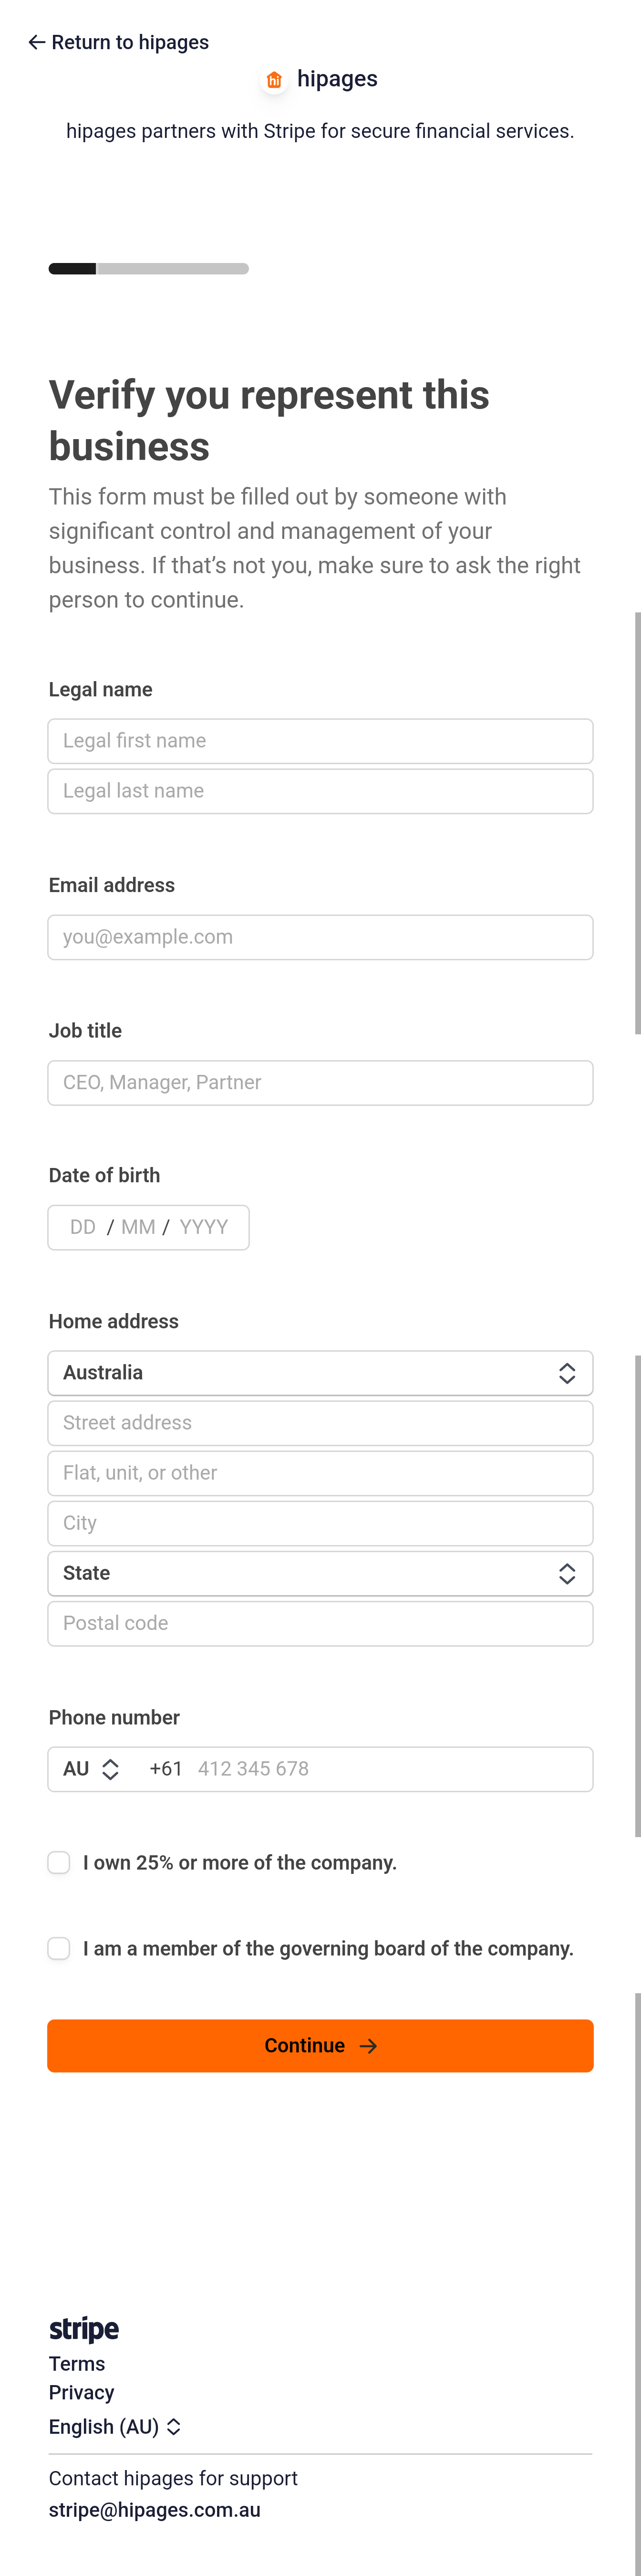 ← Return to hipages
hi hipages
hipages partners with Stripe for secure financial services.
Verify you represent this
business
This form must be filled out by someone with
significant control and management of your
business. If that’s not you, make sure to ask the right
person to continue.
Legal name
Legal first name
Legal last name
Email address
you@example.com
Job title
CEO, Manager, Partner
Date of birth
DD / MM / YYYY
Home address
Australia
Street address
Flat, unit, or other
City
State
Postal code
Phone number
AU +61 412 345 678
I own 25% or more of the company.
I am a member of the governing board of the company.
Continue →
stripe
Terms
Privacy
English (AU)
Contact hipages for support
stripe@hipages.com.au